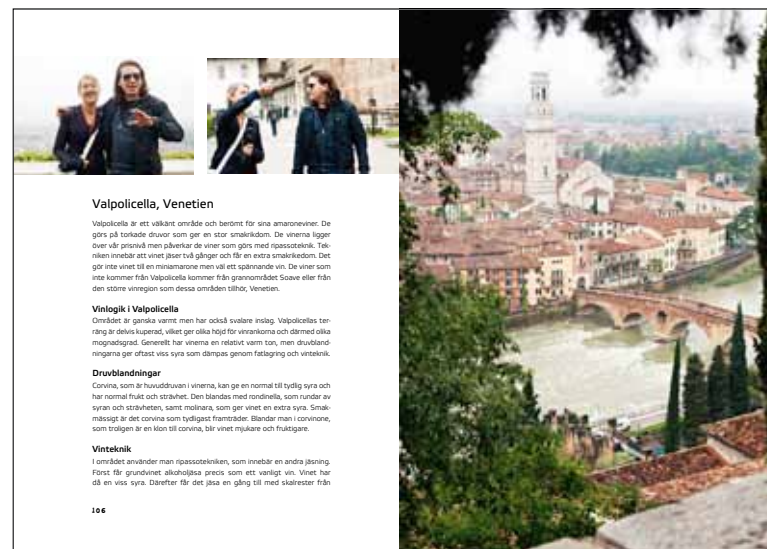 Valpolicella, Venetien
Valpolicella är ett välkänt område och berömt för sina amaroneviner. De
görs på torkade druvor som ger en stor smakrikdom. De vinerna ligger
över vår prisnivå men påverkar de viner som görs med ripassoteknik. Tek-
niken innebär att vinet jäser två gånger och får en extra smakrikedom. Det
gör inte vinet till en miniamarone men väl ett spännande vin. De viner som
inte kommer från Valpolicella kommer från grannområdet Soave eller från
den större vinregion som dessa områden tillhör, Venetien.
Vinlogik i Valpolicella
Området är ganska varmt men har också svalare inslag. Valpolicellas ter-
räng är delvis kuperad, vilket ger olika höjd för vinrankorna och därmed olika
mognadsgrad. Generellt har vinerna en relativt varm ton, men druvbland-
ningarna ger oftast viss syra som dämpas genom fatlagring och vinteknik.
Druvblandningar
Corvina, som är huvuddruvan i vinerna, kan ge en normal till tydlig syra och
har normal frukt och strävhet. Den blandas med rondinella, som rundar av
syran och strävheten, samt molinara, som ger vinet en extra syra. Smak-
mässigt är det corvina som tydligast framträder. Blandar man i corvinone,
som troligen är en klon till corvina, blir vinet mjukare och fruktigare.
Vinteknik
I området använder man ripassotekniken, som innebär en andra jäsning.
Först får grundvinet alkoholjäsa precis som ett vanligt vin. Vinet har
då en viss syra. Därefter får det jäsa en gång till med skalrester från
106